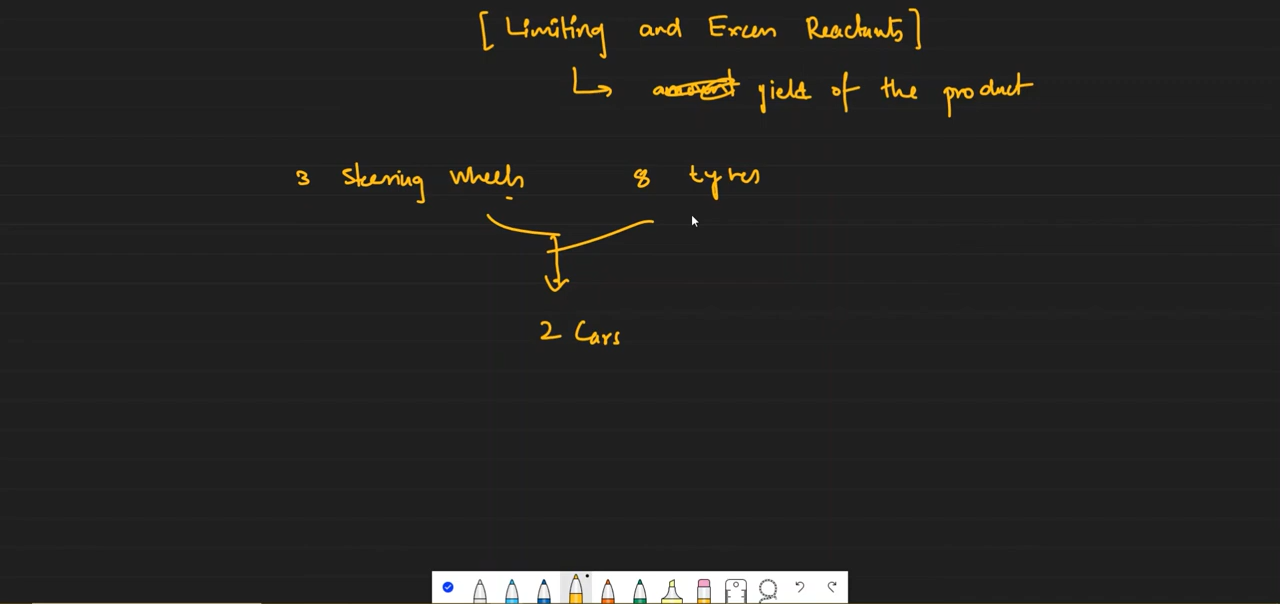 [Limiting and Excess Reactants]
yield of the product
3 Steering wheels 8 tyres
2 Cars